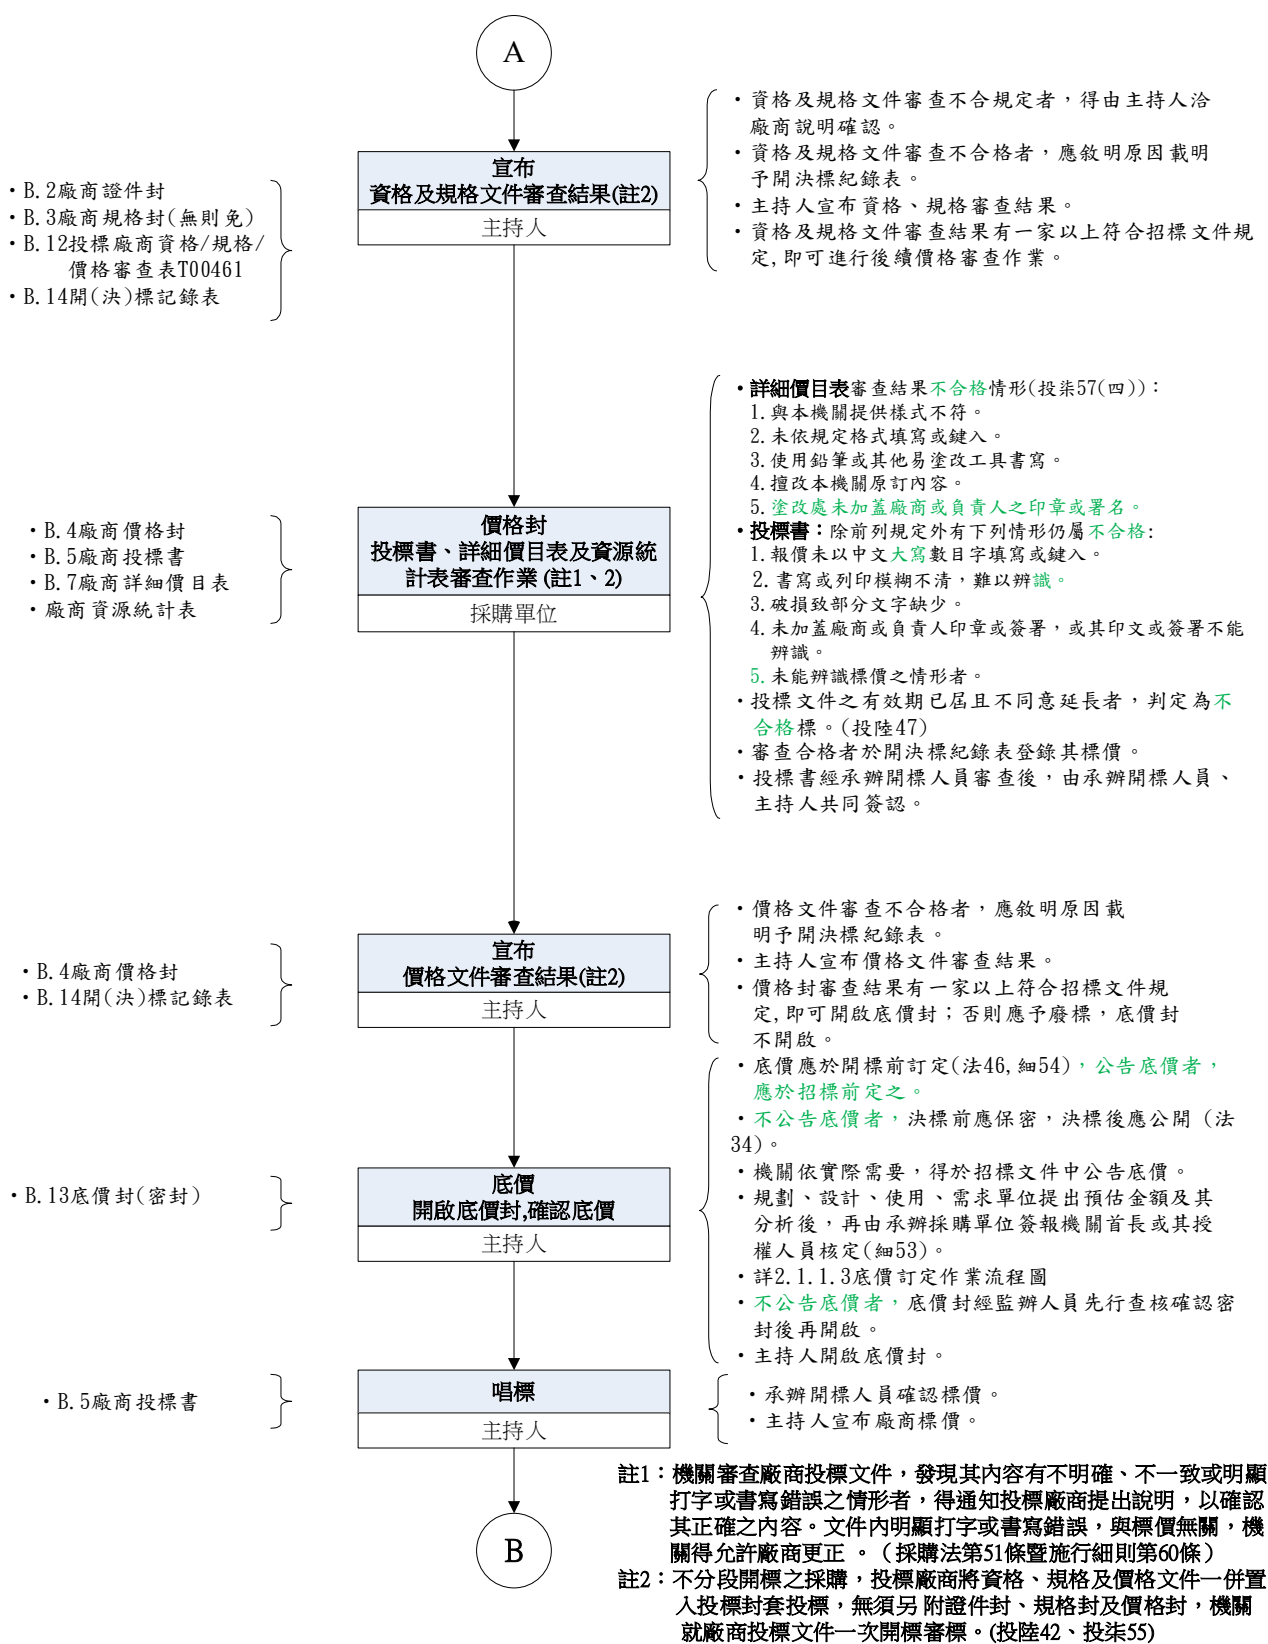 A
宣布
資格及規格文件審查結果(註2)
主持人
・B.2廠商證件封
・B.3廠商規格封(無則免)
・B.12投標廠商資格/規格/
價格審查表T00461
・B.14開(決)標記錄表
・資格及規格文件審查不合規定者，得由主持人洽
廠商說明確認。
・資格及規格文件審查不合格者，應敘明原因載明
予開決標紀錄表。
・主持人宣布資格、規格審查結果。
・資格及規格文件審查結果有一家以上符合招標文件規
定,即可進行後續價格審查作業。
價格封
投標書、詳細價目表及資源統
計表審查作業(註1、2)
採購單位
・B.4廠商價格封
・B.5廠商投標書
・B.7廠商詳細價目表
・廠商資源統計表
・詳細價目表審查結果不合格情形(投柒57(四))：
1.與本機關提供樣式不符。
2.未依規定格式填寫或鍵入。
3.使用鉛筆或其他易塗改工具書寫。
4.擅改本機關原訂內容。
5.塗改處未加蓋廠商或負責人之印章或署名。
・投標書：除前列規定外有下列情形仍屬不合格:
1.報價未以中文大寫數目字填寫或鍵入。
2.書寫或列印模糊不清，難以辨識。
3.破損致部分文字缺少。
4.未加蓋廠商或負責人印章或簽署，或其印文或簽署不能
辨識。
5.未能辨識標價之情形者。
・投標文件之有效期已屆且不同意延長者，判定為不
合格標。(投陸47)
・審查合格者於開決標紀錄表登錄其標價。
・投標書經承辦開標人員審查後，由承辦開標人員、
主持人共同簽認。
宣布
價格文件審查結果(註2)
主持人
・B.4廠商價格封
・B.14開(決)標記錄表
・價格文件審查不合格者，應敘明原因載
明予開決標紀錄表。
・主持人宣布價格文件審查結果。
・價格封審查結果有一家以上符合招標文件規
定,即可開啟底價封；否則應予廢標，底價封
不開啟。
底價
開啟底價封,確認底價
主持人
・B.13底價封(密封)
・底價應於開標前訂定(法46,細54)，公告底價者，
應於招標前定之。
・不公告底價者，決標前應保密，決標後應公開 (法
34)。
・機關依實際需要，得於招標文件中公告底價。
・規劃、設計、使用、需求單位提出預估金額及其
分析後，再由承辦採購單位簽報機關首長或其授
權人員核定(細53)。
・詳2.1.1.3底價訂定作業流程圖
・不公告底價者，底價封經監辦人員先行查核確認密
封後再開啟。
・主持人開啟底價封。
唱標
主持人
・B.5廠商投標書
・承辦開標人員確認標價。
・主持人宣布廠商標價。
B
註1：機關審查廠商投標文件，發現其內容有不明確、不一致或明顯
打字或書寫錯誤之情形者，得通知投標廠商提出說明，以確認
其正確之內容。文件內明顯打字或書寫錯誤，與標價無關，機
關得允許廠商更正 。（採購法第51條暨施行細則第60條）
註2：不分段開標之採購，投標廠商將資格、規格及價格文件一併置
入投標封套投標，無須另附證件封、規格封及價格封，機關
就廠商投標文件一次開標審標。(投陸42、投柒55)